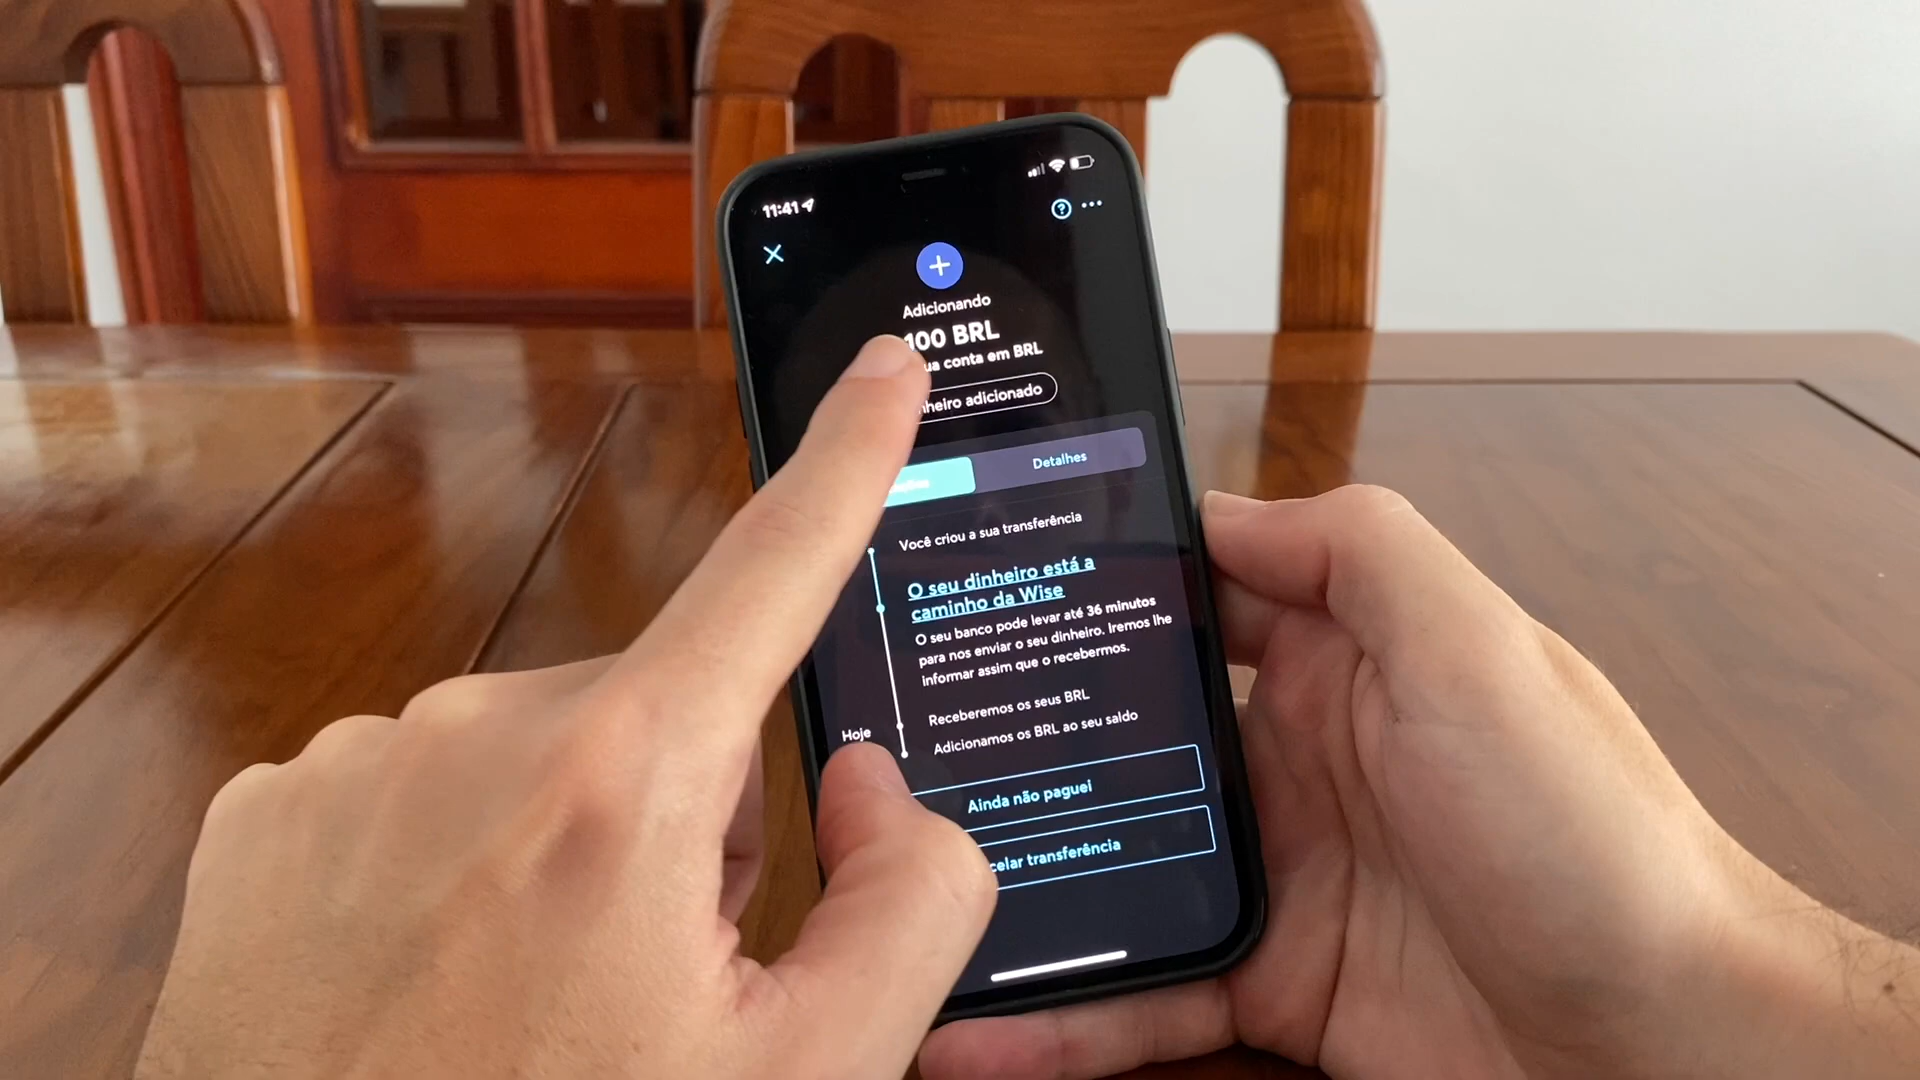 11:41
Adicionando
100 BRL
ua conta em BRL
nheiro adicionado
Detalhes
Você criou a sua transferência
O seu dinheiro está a
caminho da Wise
O seu banco pode levar até 36 minutos
para nos enviar o seu dinheiro. Iremos lhe
informar assim que o recebermos.
Receberemos os seus BRL
Hoje
Adicionamos os BRL ao seu saldo
Ainda não paguei
celar transferência